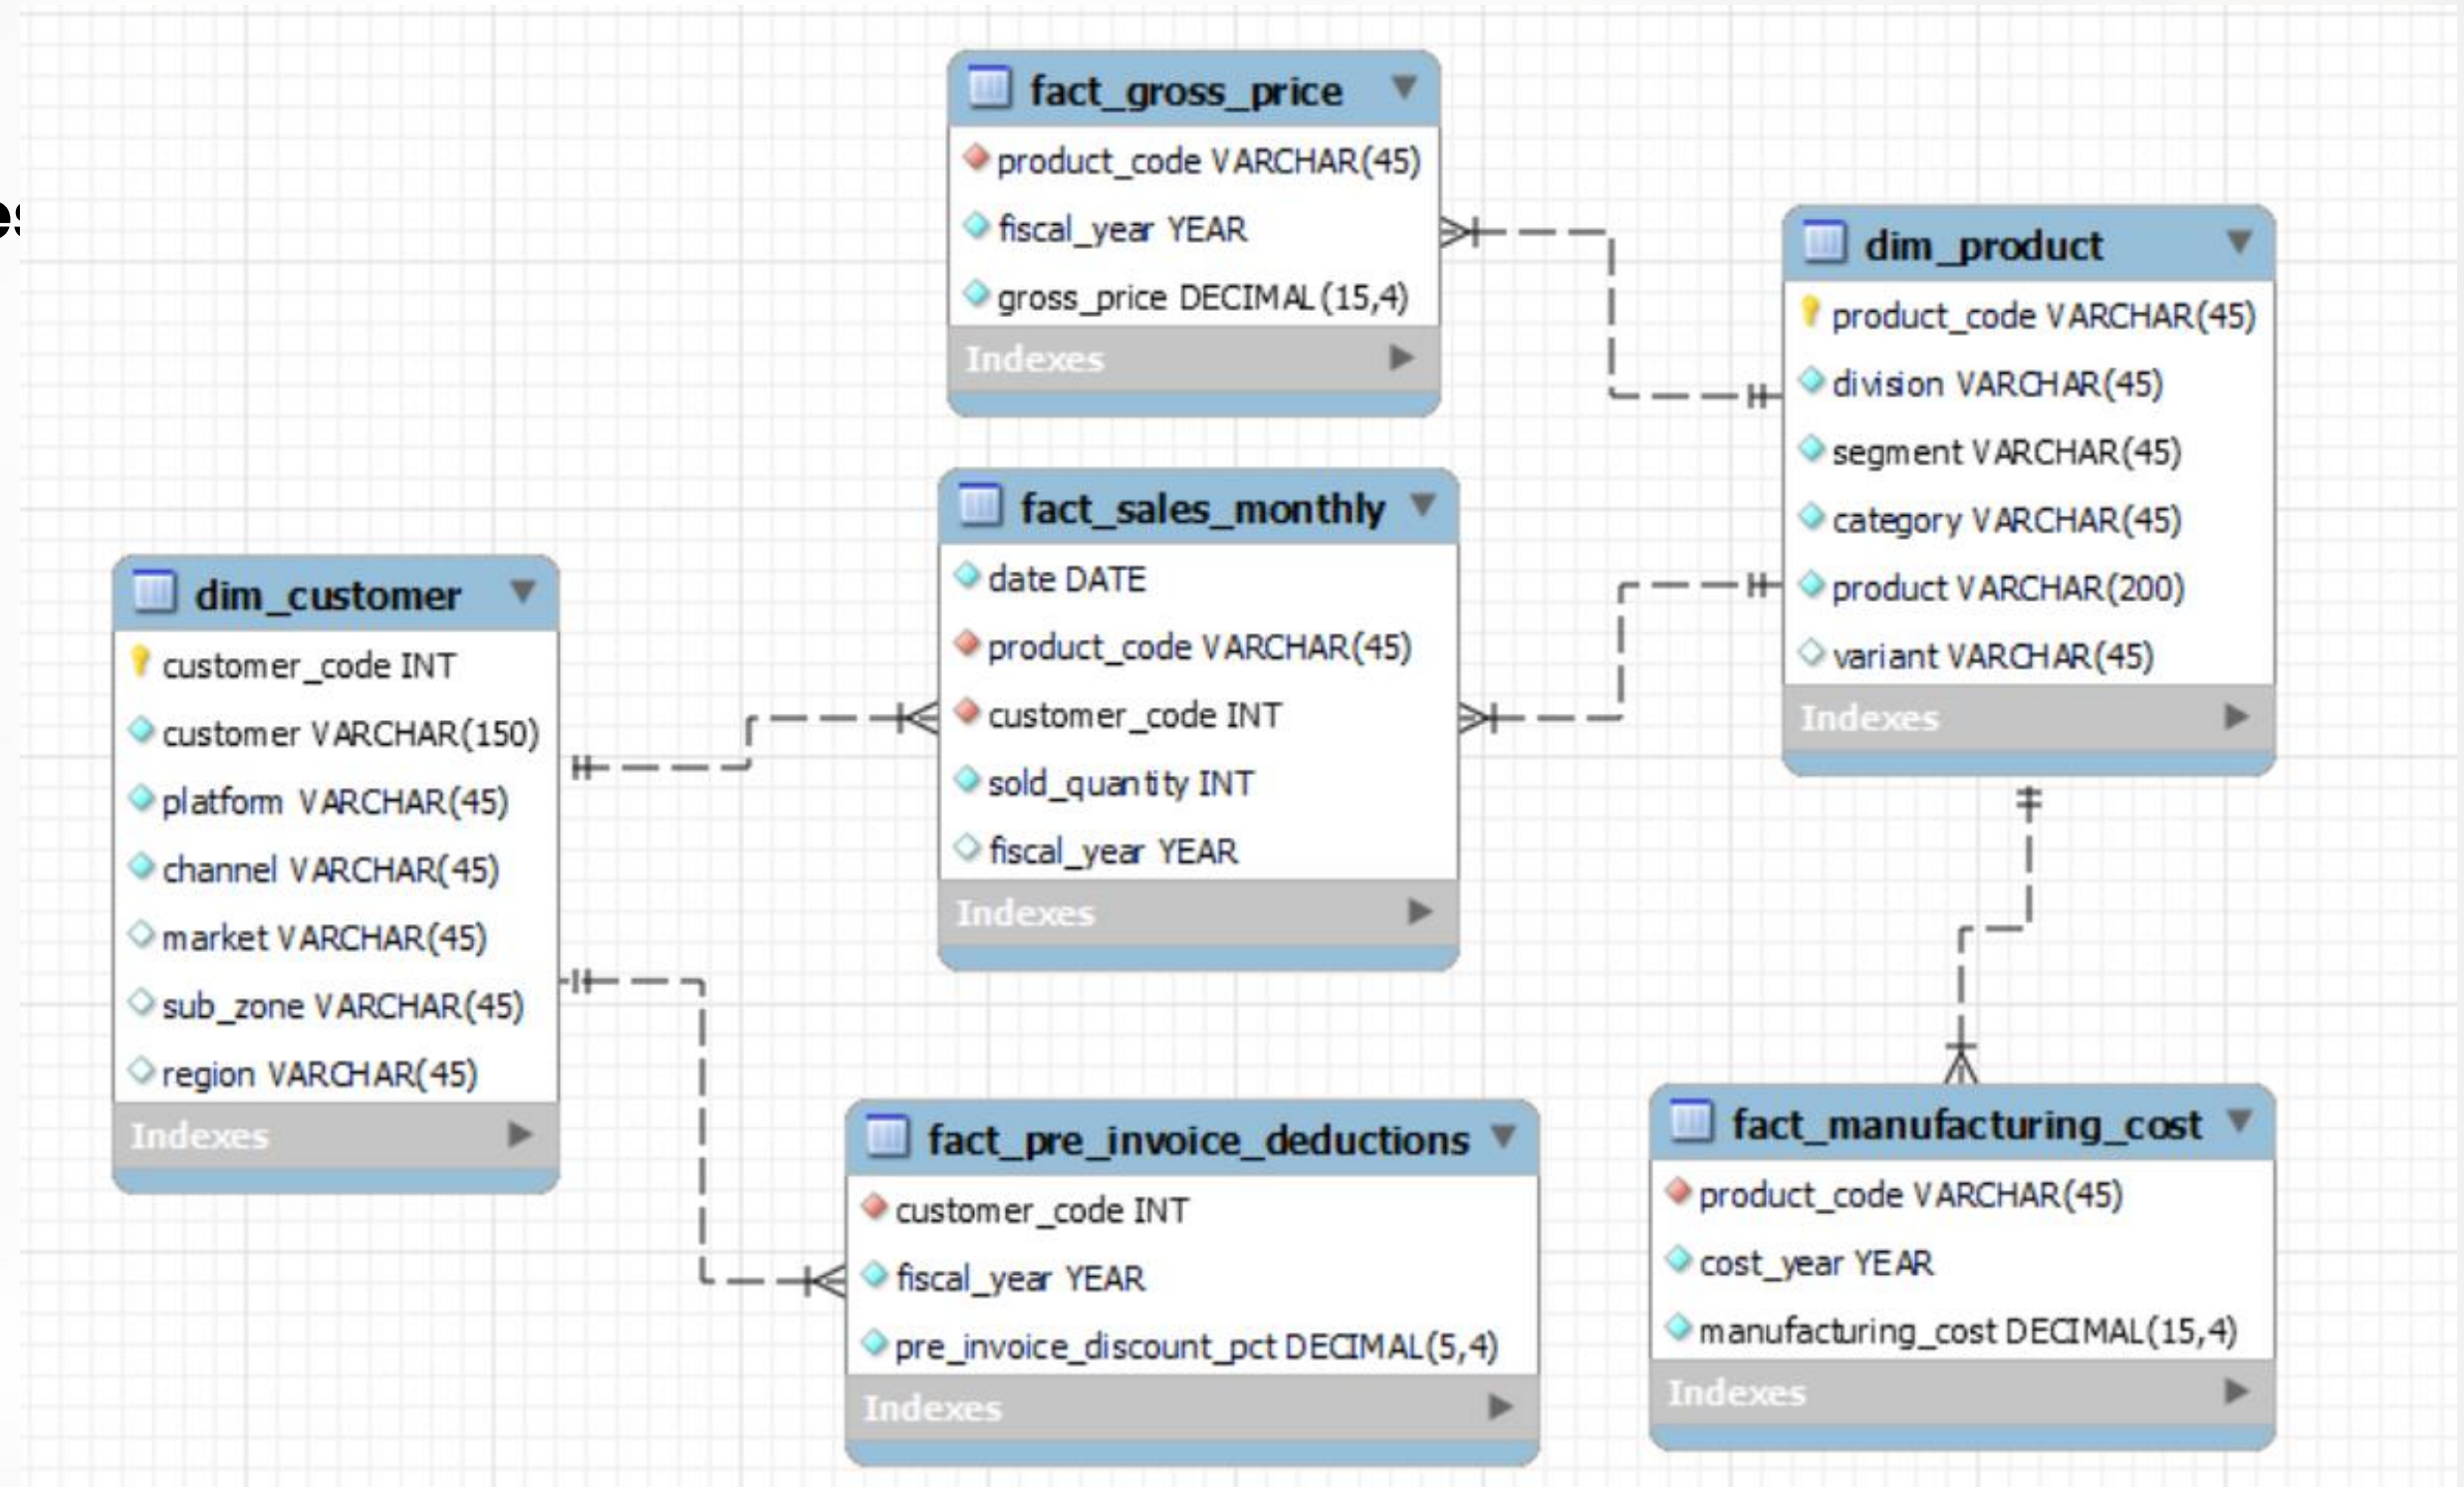 fact_gross_price
product_code VARCHAR(45)
fiscal_year YEAR
gross_price DECIMAL(15,4)
Indexes
dim_product
product_code VARCHAR(45)
division VARCHAR(45)
segment VARCHAR(45)
category VARCHAR(45)
product VARCHAR(200)
variant VARCHAR(45)
Indexes
fact_sales_monthly
date DATE
product_code VARCHAR(45)
customer_code INT
sold_quantity INT
fiscal_year YEAR
Indexes
dim_customer
customer_code INT
customer VARCHAR(150)
platform VARCHAR(45)
channel VARCHAR(45)
market VARCHAR(45)
sub_zone VARCHAR(45)
region VARCHAR(45)
Indexes
fact_pre_invoice_deductions
customer_code INT
fiscal_year YEAR
pre_invoice_discount_pct DECIMAL(5,4)
Indexes
fact_manufacturing_cost
product_code VARCHAR(45)
cost_year YEAR
manufacturing_cost DECIMAL(15,4)
Indexes